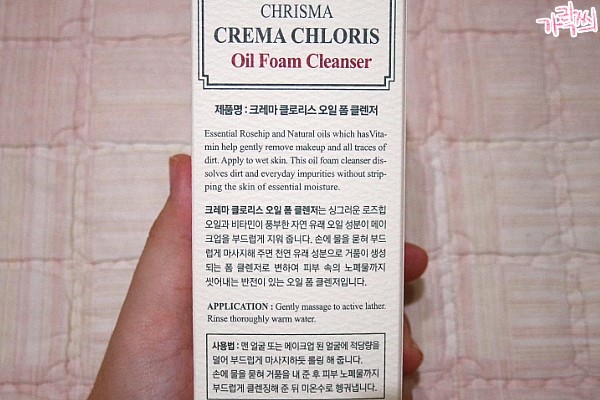 가락씨
CHRISMA
CREMA CHLORIS
Oil Foam Cleanser
제품명 : 크레마 클로리스 오일 폼 클렌저
Essential Rosehip and Natural oils which hasVita-
min help gently remove makeup and all traces of
dirt. Apply to wet skin. This oil foam cleanser dis-
solves dirt and everyday impurities without strip-
ping the skin of essential moisture.
크레마 클로리스 오일 폼 클렌저는 싱그러운 로즈힙
오일과 비타민이 풍부한 자연 유래 오일 성분이 메이
크업을 부드럽게 지워 줍니다. 손에 물을 묻혀 부드
럽게 마사지해 주면 천연 유래 성분으로 거품이 생성
되는 폼 클렌저로 변하여 피부 속의 노폐물까지
씻어내는 반전이 있는 오일 폼 클렌저입니다.
APPLICATION : Gently massage to active lather.
Rinse thoroughly warm water.
사용법 : 맨 얼굴 또는 메이크업 된 얼굴에 적당량을
덜어 부드럽게 마사지하듯 롤링 해 줍니다.
손에 물을 묻혀 거품을 내 준 후 피부 노폐물까지
부드럽게 클렌징해 준 뒤 미온수로 헹궈냅니다.